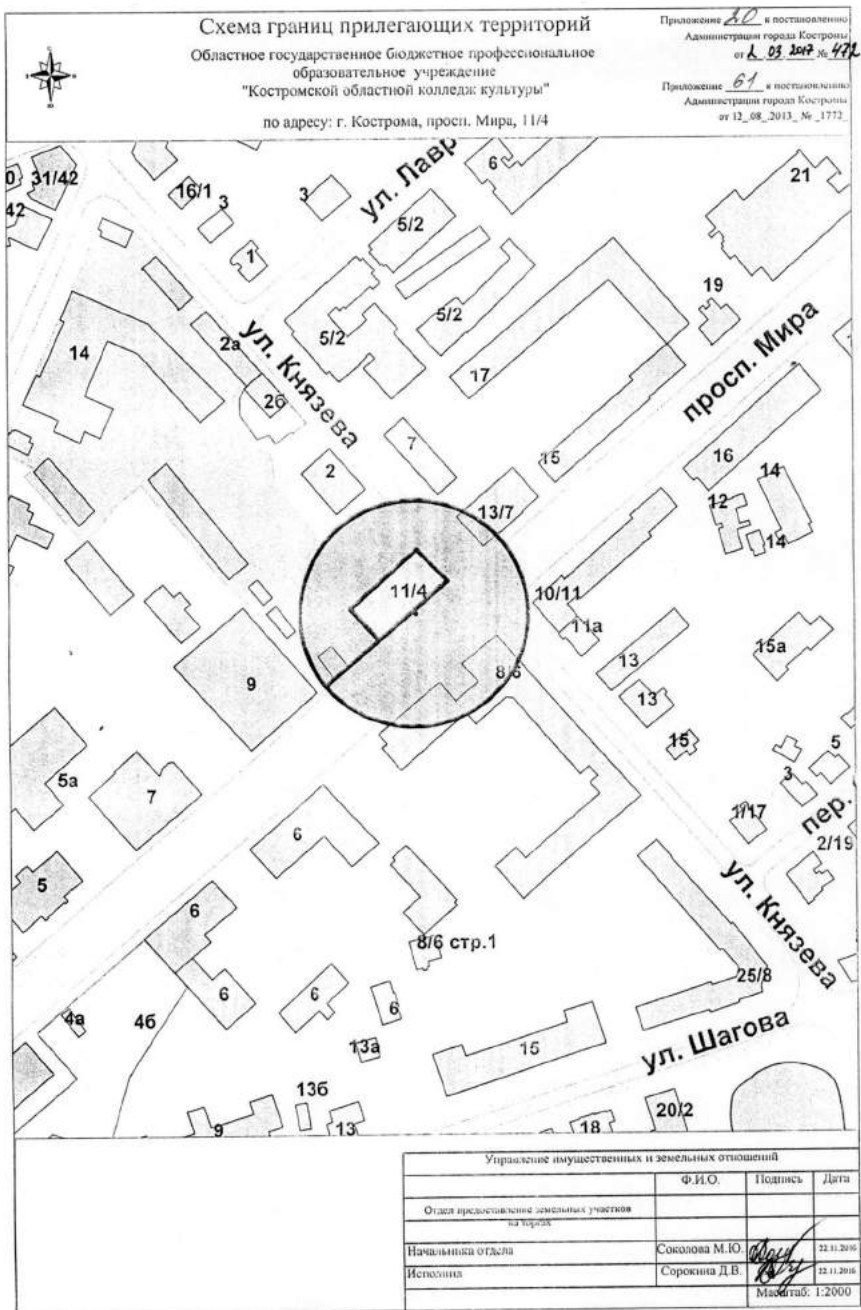 Схема границ прилегающих территорий
Областное государственное бюджетное профессиональное
образовательное учреждение
"Костромской областной колледж культуры"
по адресу: г. Кострома, просп. Мира, 11/4
Приложение 20 к постановлению
Администрации города Костромы
от 2 03 2017 № 472
Приложение 61 к постановлению
Администрации города Костромы
от 12_.08_.2013_ № _1772_
31/42
42
16/1
3
1
3
ул. Лавр
6
5/2
21
19
5/2
5/2
17
14
2а
2б
ул. Князева
просп. Мира
7
15
16
2
13/7
12
14
14
11/4
10/11
11а
13
15а
9
8/6
13
15
5
3
5а
7
1/17
пер.
6
2/19
5
6
ул. Князева
8/6 стр.1
6
6
6
25/8
4а
4б
13а
15
ул. Шагова
13б
9
13
18
20/2
Управление имущественных и земельных отношений
Ф.И.О. Подпись Дата
Отдел предоставление земельных участков
на торгах
Начальника отдела Соколова М.Ю. 22.11.2016
Исполнил Сорокина Д.В. 22.11.2016
Масштаб: 1:2000